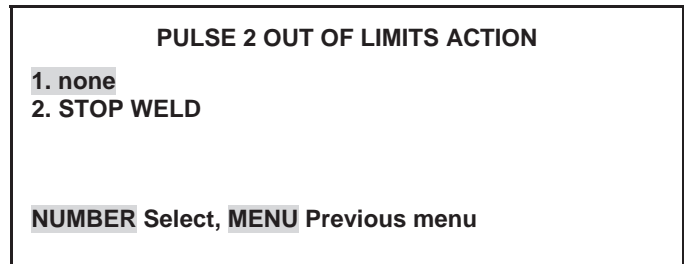 PULSE 2 OUT OF LIMITS ACTION
1. none
2. STOP WELD
NUMBER Select, MENU Previous menu